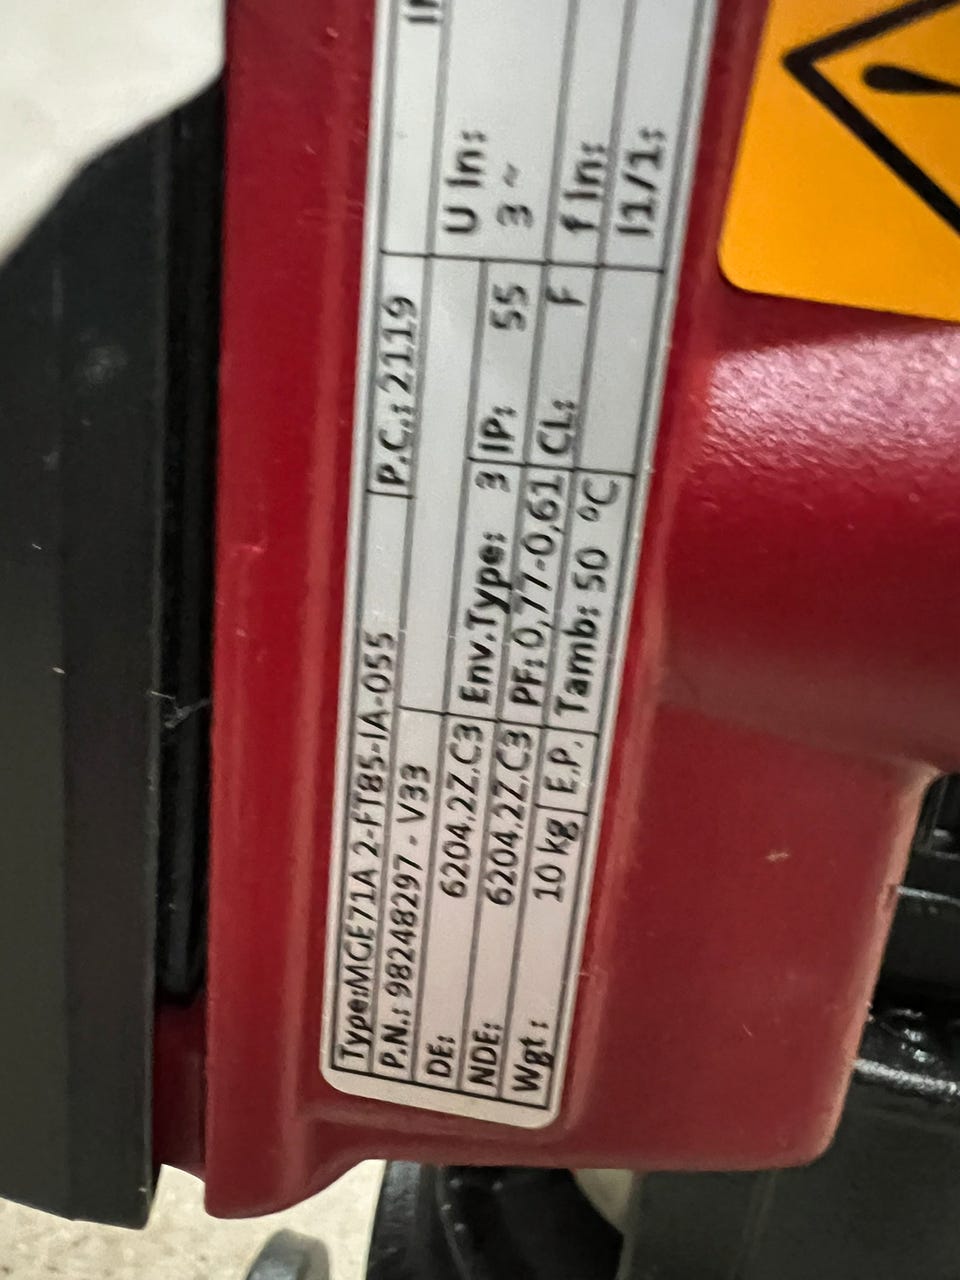 Type:MGE71A 2-FT85-IA-055
P.N.: 98248297 - V33 P.C.: 2119
DE: 6204.2Z.C3 Env.Type: 3 IP: 55
NDE: 6204.2Z.C3 PF: 0,77-0,61 CL: F
Wgt : 10 kg E.P. Tamb: 50 °C
U In:
3 ~
f In:
I1/1: